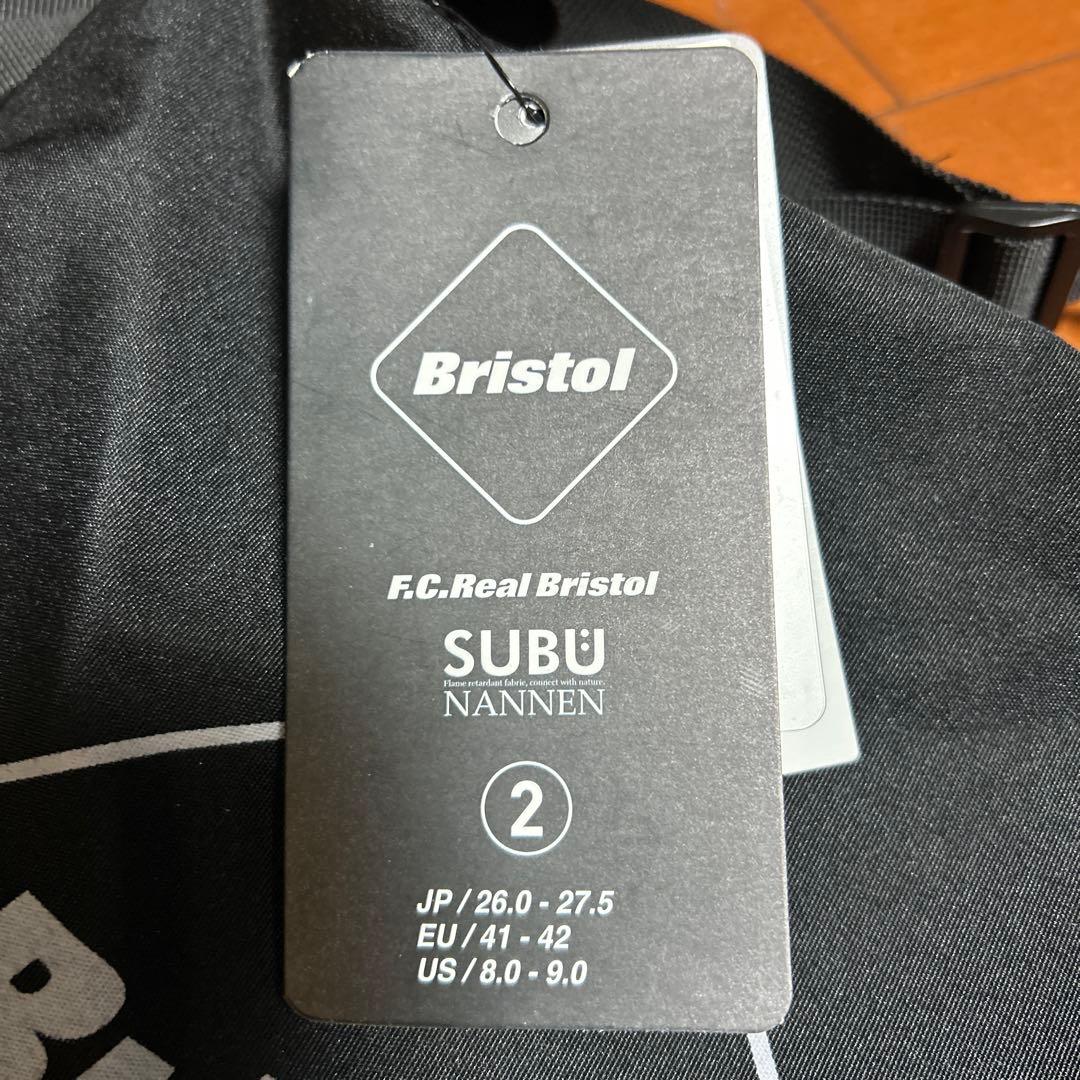 Bristol
F.C.Real Bristol
SUBU
Flame retardant fabric, connect with nature.
NANNEN
2
JP / 26.0 - 27.5
EU / 41 - 42
US / 8.0 - 9.0